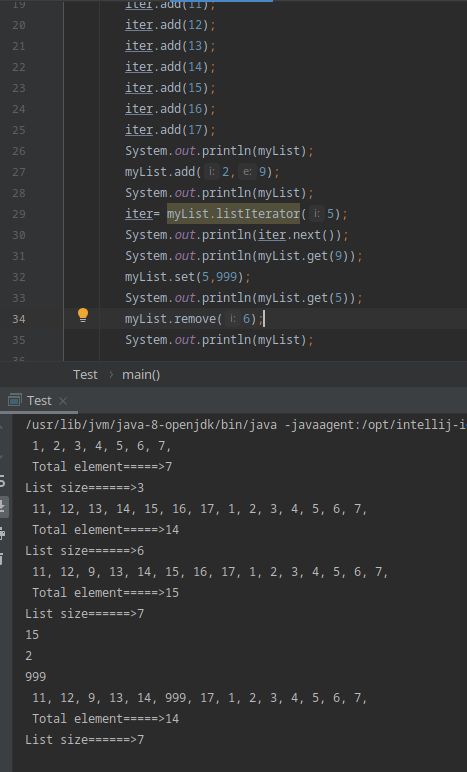 19 iter.add(11);
20 iter.add(12);
21 iter.add(13);
22 iter.add(14);
23 iter.add(15);
24 iter.add(16);
25 iter.add(17);
26 System.out.println(myList);
27 myList.add( i: 2, e: 9);
28 System.out.println(myList);
29 iter= myList.listIterator( i: 5);
30 System.out.println(iter.next());
31 System.out.println(myList.get(9));
32 myList.set(5,999);
33 System.out.println(myList.get(5));
34 myList.remove( i: 6);
35 System.out.println(myList);
36
Test › main()
Test ×
/usr/lib/jvm/java-8-openjdk/bin/java -javaagent:/opt/intellij-i
1, 2, 3, 4, 5, 6, 7,
Total element=====>7
List size======>3
11, 12, 13, 14, 15, 16, 17, 1, 2, 3, 4, 5, 6, 7,
Total element=====>14
List size======>6
11, 12, 9, 13, 14, 15, 16, 17, 1, 2, 3, 4, 5, 6, 7,
Total element=====>15
List size======>7
15
2
999
11, 12, 9, 13, 14, 999, 17, 1, 2, 3, 4, 5, 6, 7,
Total element=====>14
List size======>7